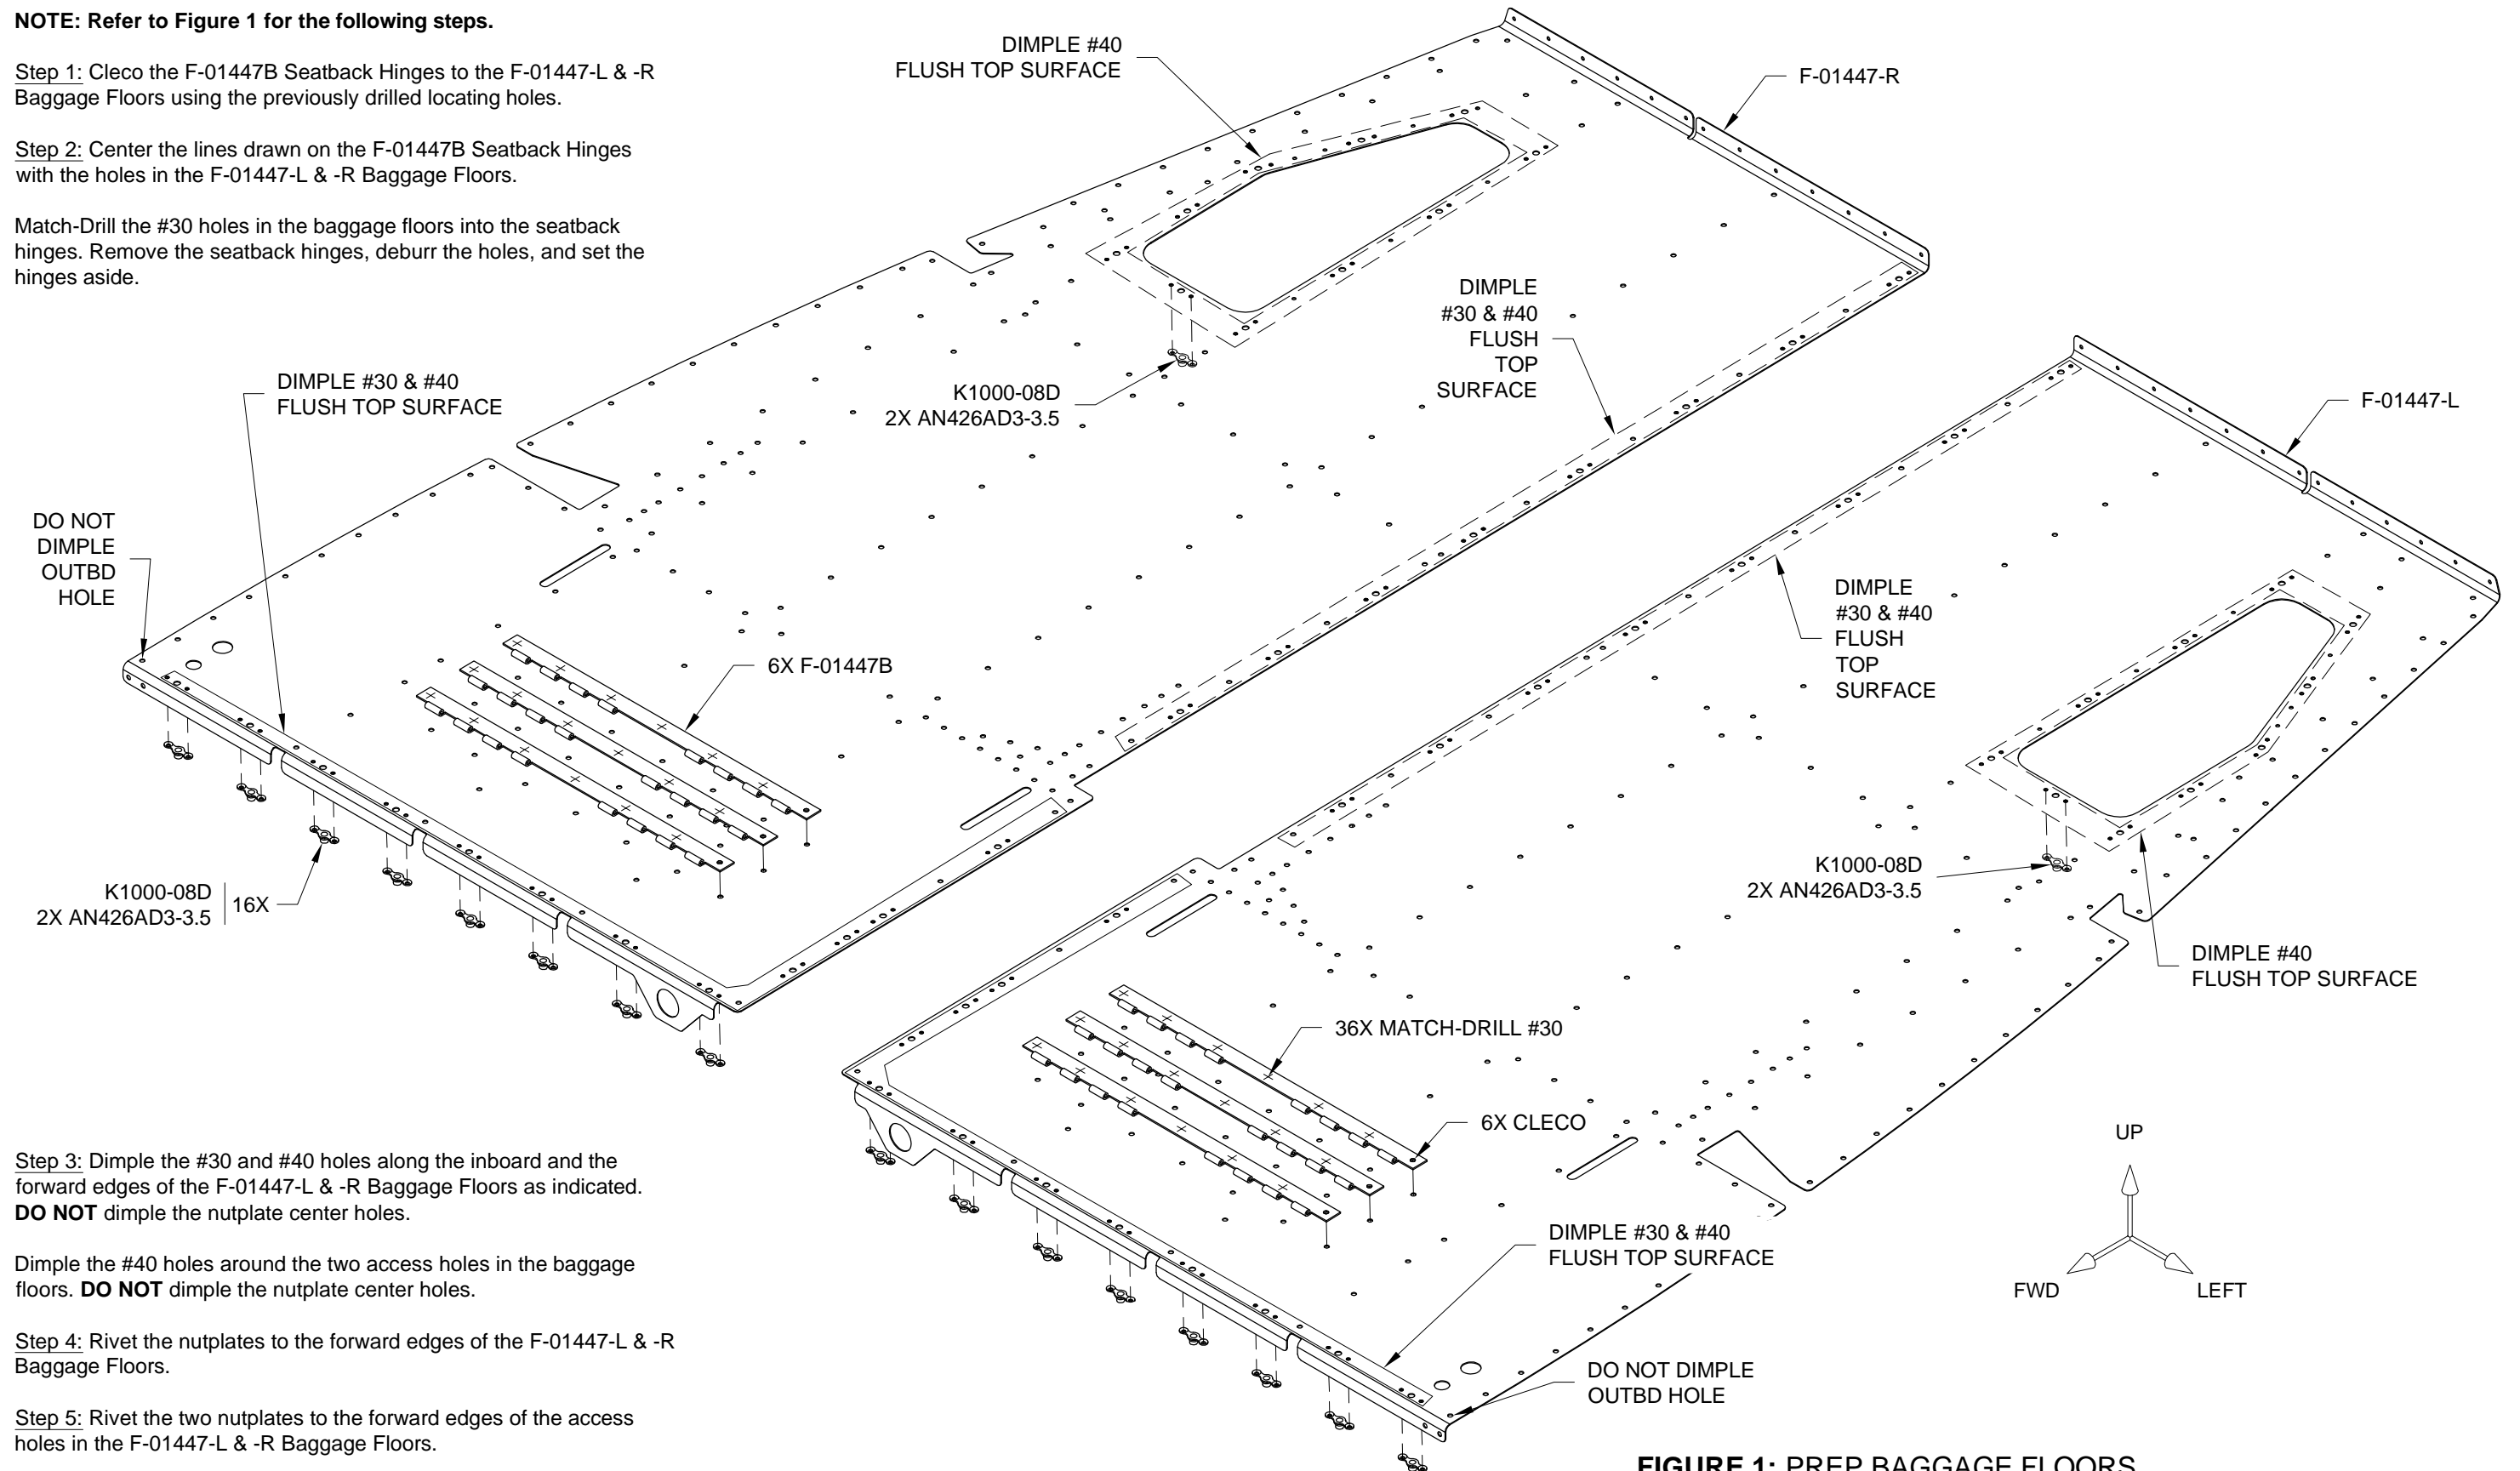 NOTE: Refer to Figure 1 for the following steps.
Step 1: Cleco the F-01447B Seatback Hinges to the F-01447-L & -R
Baggage Floors using the previously drilled locating holes.
Step 2: Center the lines drawn on the F-01447B Seatback Hinges
with the holes in the F-01447-L & -R Baggage Floors.
Match-Drill the #30 holes in the baggage floors into the seatback
hinges. Remove the seatback hinges, deburr the holes, and set the
hinges aside.
DIMPLE #40
FLUSH TOP SURFACE
F-01447-R
DIMPLE
#30 & #40
FLUSH
TOP
SURFACE
DIMPLE #30 & #40
FLUSH TOP SURFACE
K1000-08D
2X AN426AD3-3.5
F-01447-L
DO NOT
DIMPLE
OUTBD
HOLE
DIMPLE
#30 & #40
FLUSH
TOP
SURFACE
6X F-01447B
K1000-08D
2X AN426AD3-3.5
16X
K1000-08D
2X AN426AD3-3.5
DIMPLE #40
FLUSH TOP SURFACE
36X MATCH-DRILL #30
6X CLECO
UP
FWD
LEFT
DIMPLE #30 & #40
FLUSH TOP SURFACE
DO NOT DIMPLE
OUTBD HOLE
Step 3: Dimple the #30 and #40 holes along the inboard and the
forward edges of the F-01447-L & -R Baggage Floors as indicated.
DO NOT dimple the nutplate center holes.
Dimple the #40 holes around the two access holes in the baggage
floors. DO NOT dimple the nutplate center holes.
Step 4: Rivet the nutplates to the forward edges of the F-01447-L & -R
Baggage Floors.
Step 5: Rivet the two nutplates to the forward edges of the access
holes in the F-01447-L & -R Baggage Floors.
FIGURE 1: PREP BAGGAGE FLOORS